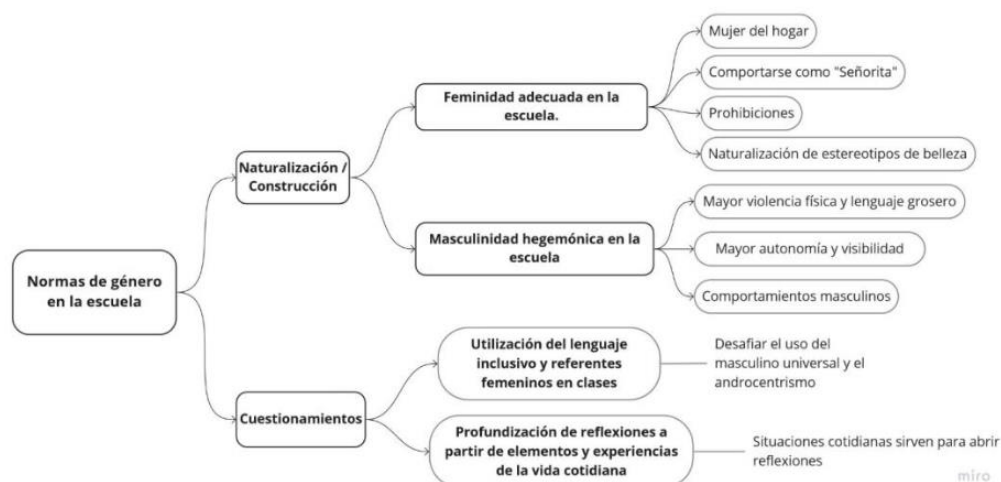 Normas de género
en la escuela
Naturalización /
Construcción
Feminidad adecuada en la
escuela.
Mujer del hogar
Comportarse como "Señorita"
Prohibiciones
Naturalización de estereotipos de belleza
Masculinidad hegemónica en la
escuela
Mayor violencia física y lenguaje grosero
Mayor autonomía y visibilidad
Comportamientos masculinos
Cuestionamientos
Utilización del lenguaje
inclusivo y referentes
femeninos en clases
Desafiar el uso del
masculino universal y el
androcentrismo
Profundización de reflexiones a
partir de elementos y experiencias
de la vida cotidiana
Situaciones cotidianas sirven para abrir
reflexiones
miro